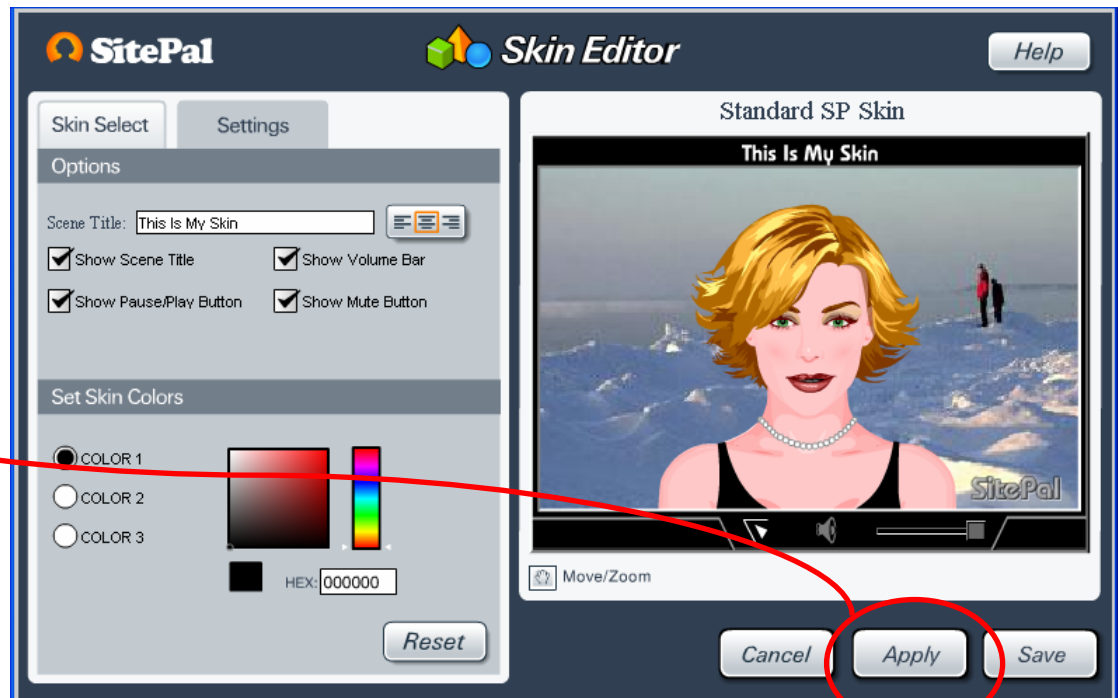 SitePal
Skin Editor
Help
Skin Select
Settings
Options
Scene Title: This Is My Skin
Show Scene Title
Show Volume Bar
Show Pause/Play Button
Show Mute Button
Set Skin Colors
COLOR 1
COLOR 2
COLOR 3
HEX: 000000
Reset
Standard SP Skin
This Is My Skin
SitePal
Move/Zoom
Cancel
Apply
Save